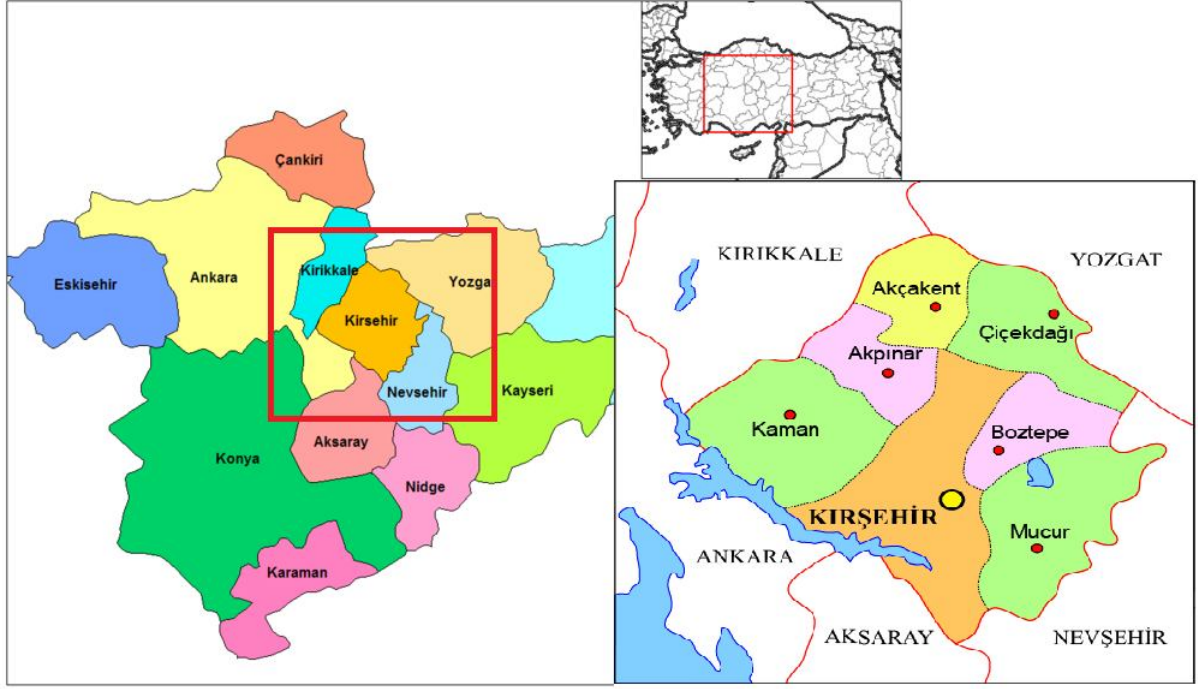 Çankiri
Eskisehir
Ankara
Kirikkale
Yozga
Kirsehir
Nevsehir
Kayseri
Aksaray
Konya
Nidge
Karaman
KIRIKKALE
YOZGAT
Akçakent
Çiçekdağı
Akpınar
Kaman
Boztepe
KIRŞEHİR
Mucur
ANKARA
AKSARAY
NEVŞEHİR